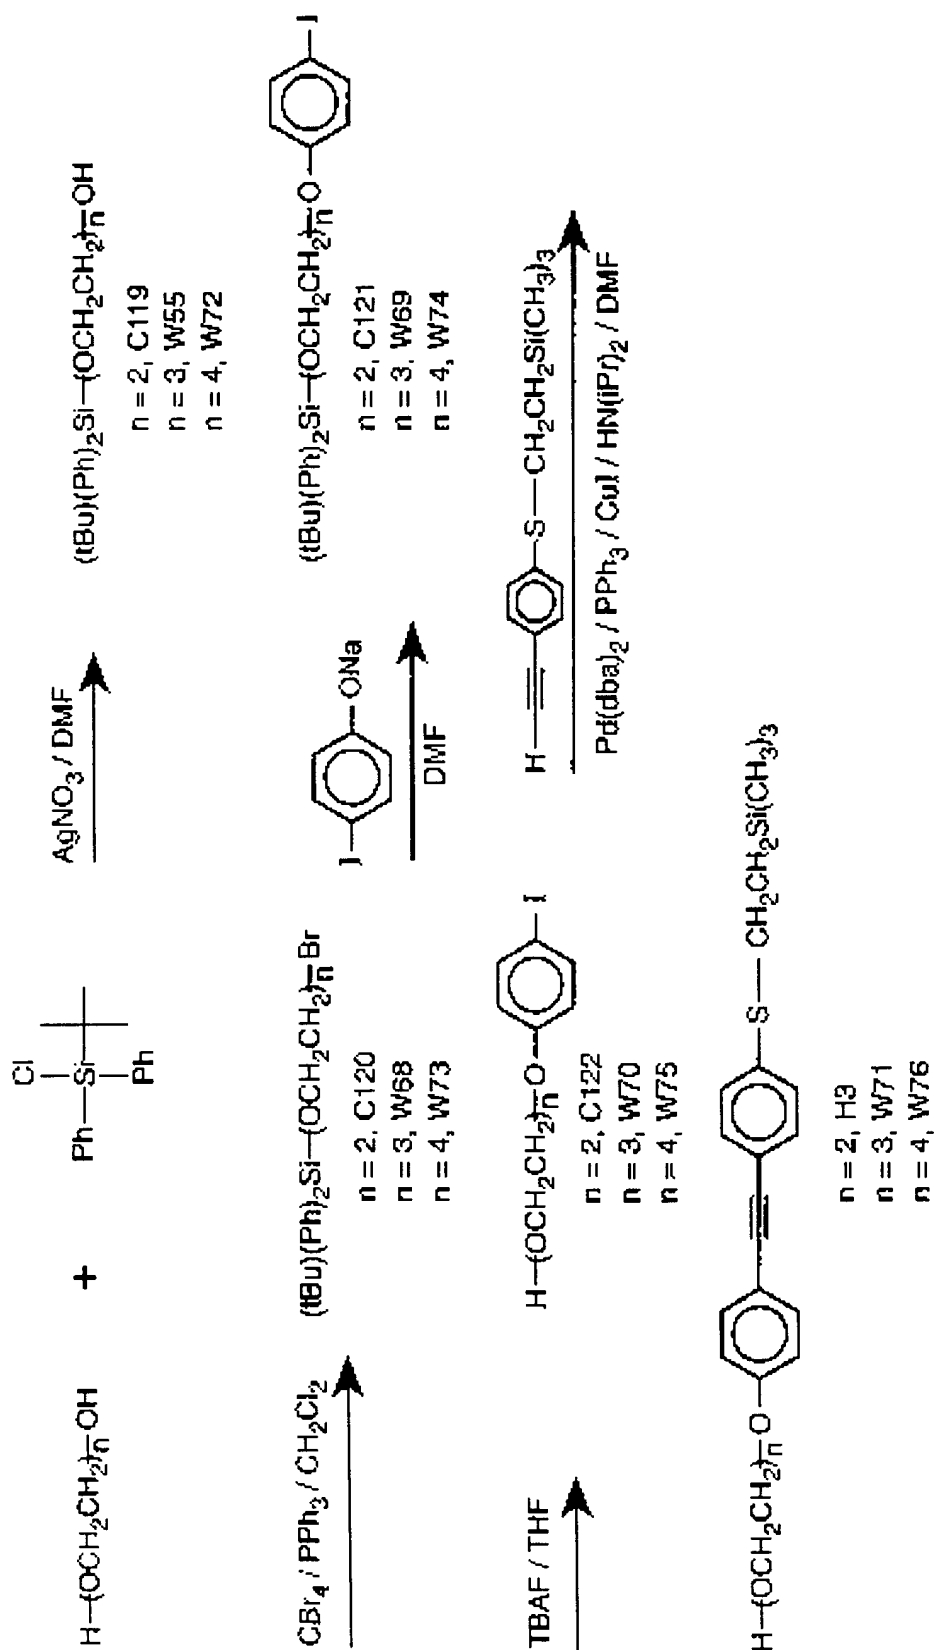 H–(OCH2CH2)n–OH + Ph–Si–Ph Cl
AgNO3 / DMF
(tBu)(Ph)2Si–(OCH2CH2)n–OH
n = 2, C119
n = 3, W55
n = 4, W72
CBr4 / PPh3 / CH2Cl2
(tBu)(Ph)2Si–(OCH2CH2)n–Br
n = 2, C120
n = 3, W68
n = 4, W73
I ONa
DMF
(tBu)(Ph)2Si–(OCH2CH2)n–O I
n = 2, C121
n = 3, W69
n = 4, W74
TBAF / THF
H–(OCH2CH2)n–O I
n = 2, C122
n = 3, W70
n = 4, W75
H S–CH2CH2Si(CH3)3
Pd(dba)2 / PPh3 / CuI / HN(iPr)2 / DMF
H–(OCH2CH2)n–O S–CH2CH2Si(CH3)3
n = 2, H3
n = 3, W71
n = 4, W76